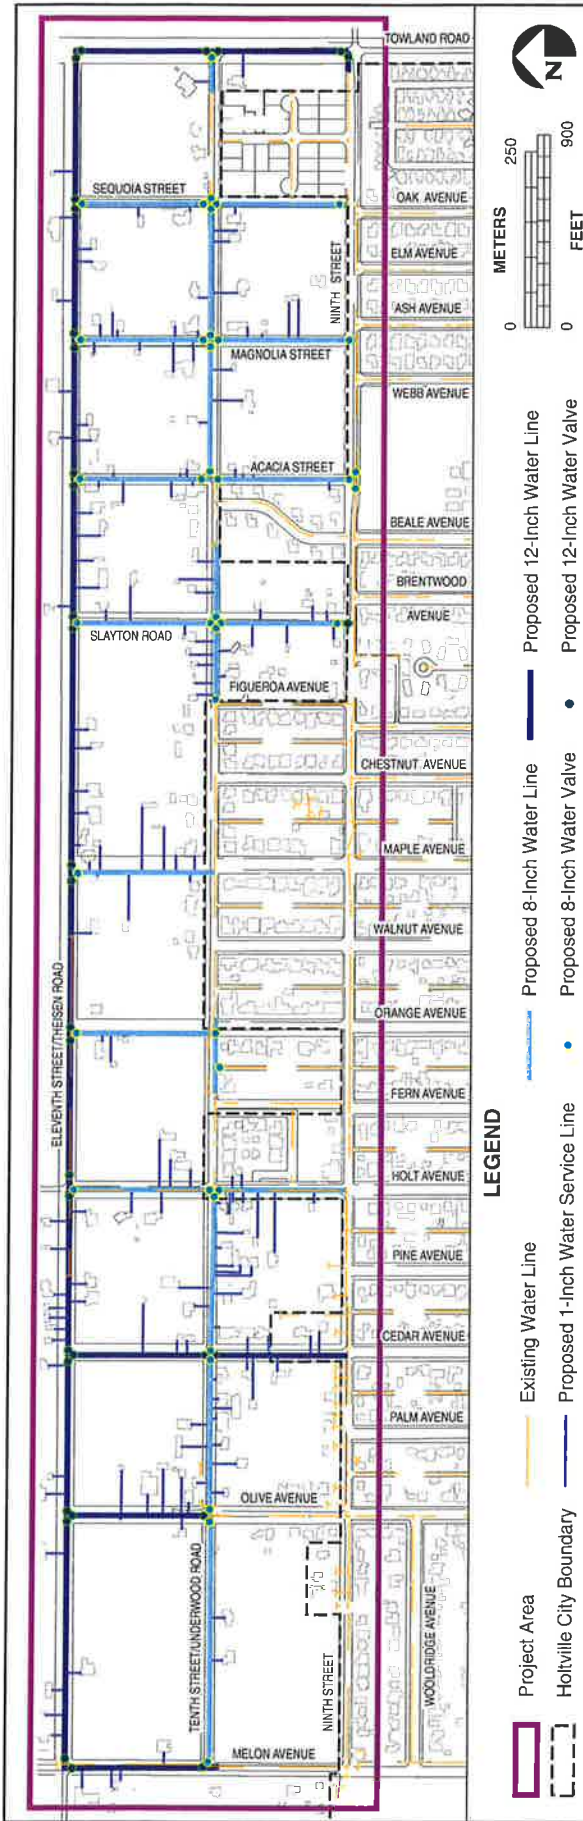 TOWLAND ROAD
SEQUOIA STREET
OAK AVENUE
NINTH STREET
ELM AVENUE
ASH AVENUE
MAGNOLIA STREET
WEBB AVENUE
ACACIA STREET
BEALE AVENUE
BRENTWOOD
AVENUE
SLAYTON ROAD
FIGUEROA AVENUE
CHESTNUT AVENUE
MAPLE AVENUE
WALNUT AVENUE
ELEVENTH STREET/THEISEN ROAD
ORANGE AVENUE
FERN AVENUE
HOLT AVENUE
PINE AVENUE
CEDAR AVENUE
PALM AVENUE
OLIVE AVENUE
TENTH STREET/UNDERWOOD ROAD
WOOLDRIDGE AVENUE
NINTH STREET
MELON AVENUE
LEGEND
Project Area
Holtville City Boundary
Existing Water Line
Proposed 1-Inch Water Service Line
Proposed 8-Inch Water Line
Proposed 8-Inch Water Valve
Proposed 12-Inch Water Line
Proposed 12-Inch Water Valve
METERS
0 250
0 900
FEET
N